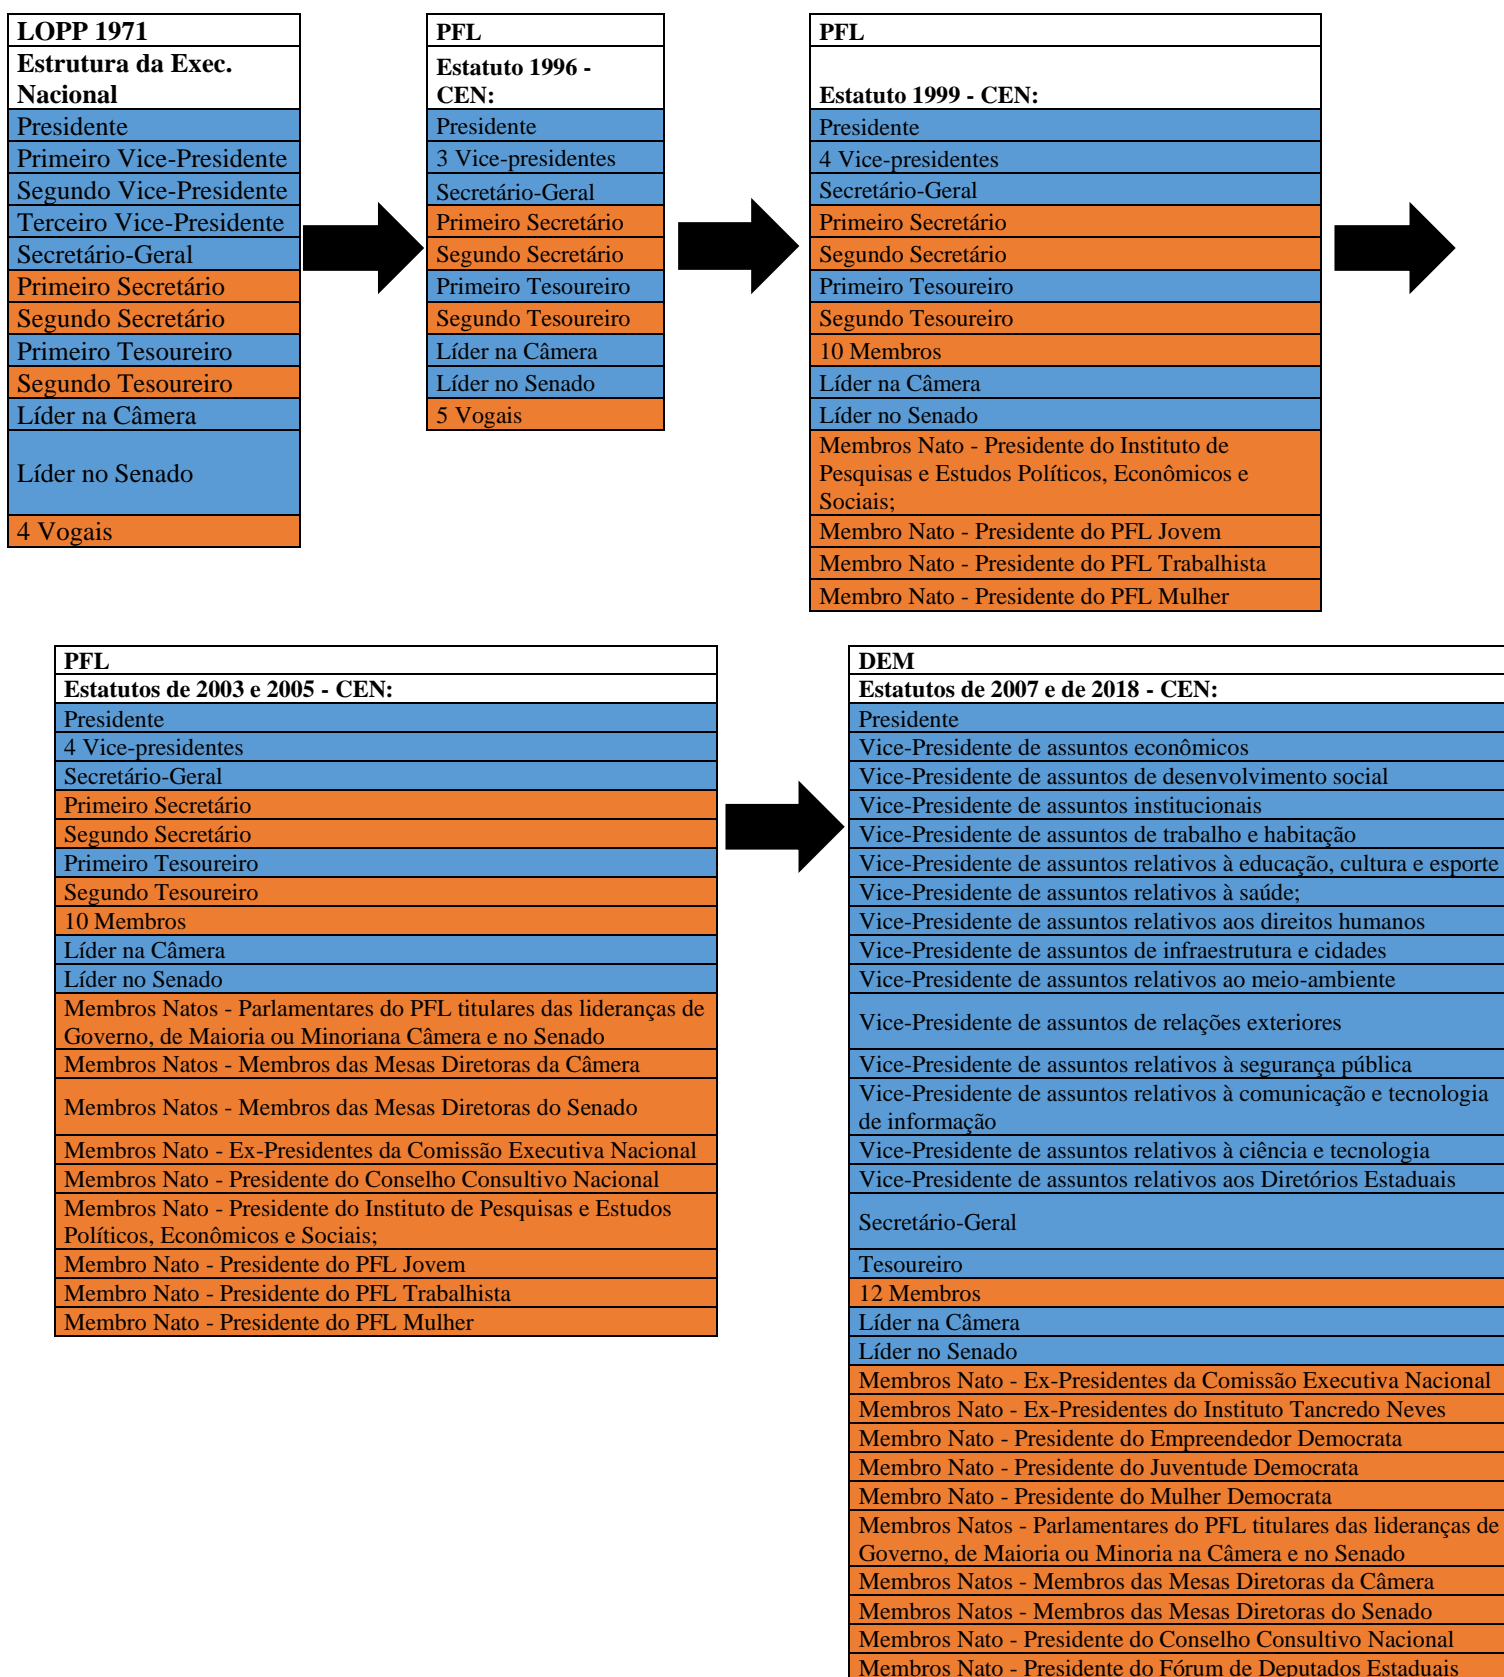 LOPP 1971
Estrutura da Exec.
Nacional
Presidente
Primeiro Vice-Presidente
Segundo Vice-Presidente
Terceiro Vice-Presidente
Secretário-Geral
Primeiro Secretário
Segundo Secretário
Primeiro Tesoureiro
Segundo Tesoureiro
Líder na Câmera
Líder no Senado
4 Vogais
PFL
Estatuto 1996 -
CEN:
Presidente
3 Vice-presidentes
Secretário-Geral
Primeiro Secretário
Segundo Secretário
Primeiro Tesoureiro
Segundo Tesoureiro
Líder na Câmera
Líder no Senado
5 Vogais
PFL
Estatuto 1999 - CEN:
Presidente
4 Vice-presidentes
Secretário-Geral
Primeiro Secretário
Segundo Secretário
Primeiro Tesoureiro
Segundo Tesoureiro
10 Membros
Líder na Câmera
Líder no Senado
Membros Nato - Presidente do Instituto de
Pesquisas e Estudos Políticos, Econômicos e
Sociais;
Membro Nato - Presidente do PFL Jovem
Membro Nato - Presidente do PFL Trabalhista
Membro Nato - Presidente do PFL Mulher
PFL
Estatutos de 2003 e 2005 - CEN:
Presidente
4 Vice-presidentes
Secretário-Geral
Primeiro Secretário
Segundo Secretário
Primeiro Tesoureiro
Segundo Tesoureiro
10 Membros
Líder na Câmera
Líder no Senado
Membros Natos - Parlamentares do PFL titulares das lideranças de
Governo, de Maioria ou Minoriana Câmera e no Senado
Membros Natos - Membros das Mesas Diretoras da Câmera
Membros Natos - Membros das Mesas Diretoras do Senado
Membros Nato - Ex-Presidentes da Comissão Executiva Nacional
Membros Nato - Presidente do Conselho Consultivo Nacional
Membros Nato - Presidente do Instituto de Pesquisas e Estudos
Políticos, Econômicos e Sociais;
Membro Nato - Presidente do PFL Jovem
Membro Nato - Presidente do PFL Trabalhista
Membro Nato - Presidente do PFL Mulher
DEM
Estatutos de 2007 e de 2018 - CEN:
Presidente
Vice-Presidente de assuntos econômicos
Vice-Presidente de assuntos de desenvolvimento social
Vice-Presidente de assuntos institucionais
Vice-Presidente de assuntos de trabalho e habitação
Vice-Presidente de assuntos relativos à educação, cultura e esporte
Vice-Presidente de assuntos relativos à saúde;
Vice-Presidente de assuntos relativos aos direitos humanos
Vice-Presidente de assuntos de infraestrutura e cidades
Vice-Presidente de assuntos relativos ao meio-ambiente
Vice-Presidente de assuntos de relações exteriores
Vice-Presidente de assuntos relativos à segurança pública
Vice-Presidente de assuntos relativos à comunicação e tecnologia
de informação
Vice-Presidente de assuntos relativos à ciência e tecnologia
Vice-Presidente de assuntos relativos aos Diretórios Estaduais
Secretário-Geral
Tesoureiro
12 Membros
Líder na Câmera
Líder no Senado
Membros Nato - Ex-Presidentes da Comissão Executiva Nacional
Membros Nato - Ex-Presidentes do Instituto Tancredo Neves
Membro Nato - Presidente do Empreendedor Democrata
Membro Nato - Presidente do Juventude Democrata
Membro Nato - Presidente do Mulher Democrata
Membros Natos - Parlamentares do PFL titulares das lideranças de
Governo, de Maioria ou Minoria na Câmera e no Senado
Membros Natos - Membros das Mesas Diretoras da Câmera
Membros Natos - Membros das Mesas Diretoras do Senado
Membros Nato - Presidente do Conselho Consultivo Nacional
Membros Nato - Presidente do Fórum de Deputados Estaduais